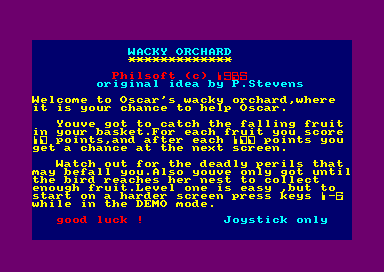 WACKY ORCHARD
*************
Philsoft (c)
original idea by P.Stevens
Welcome to Oscar's wacky orchard,where
it is your chance to help Oscar.
Youve got to catch the falling fruit
in your basket.For each fruit you score
10 points,and after each 100 points you
get a chance at the next screen.
Watch out for the deadly perils that
may befall you.Also youve only got until
the bird reaches her nest to collect
enough fruit.Level one is easy ,but to
start on a harder screen press keys 1-6
while in the DEMO mode.
good luck ! Joystick only